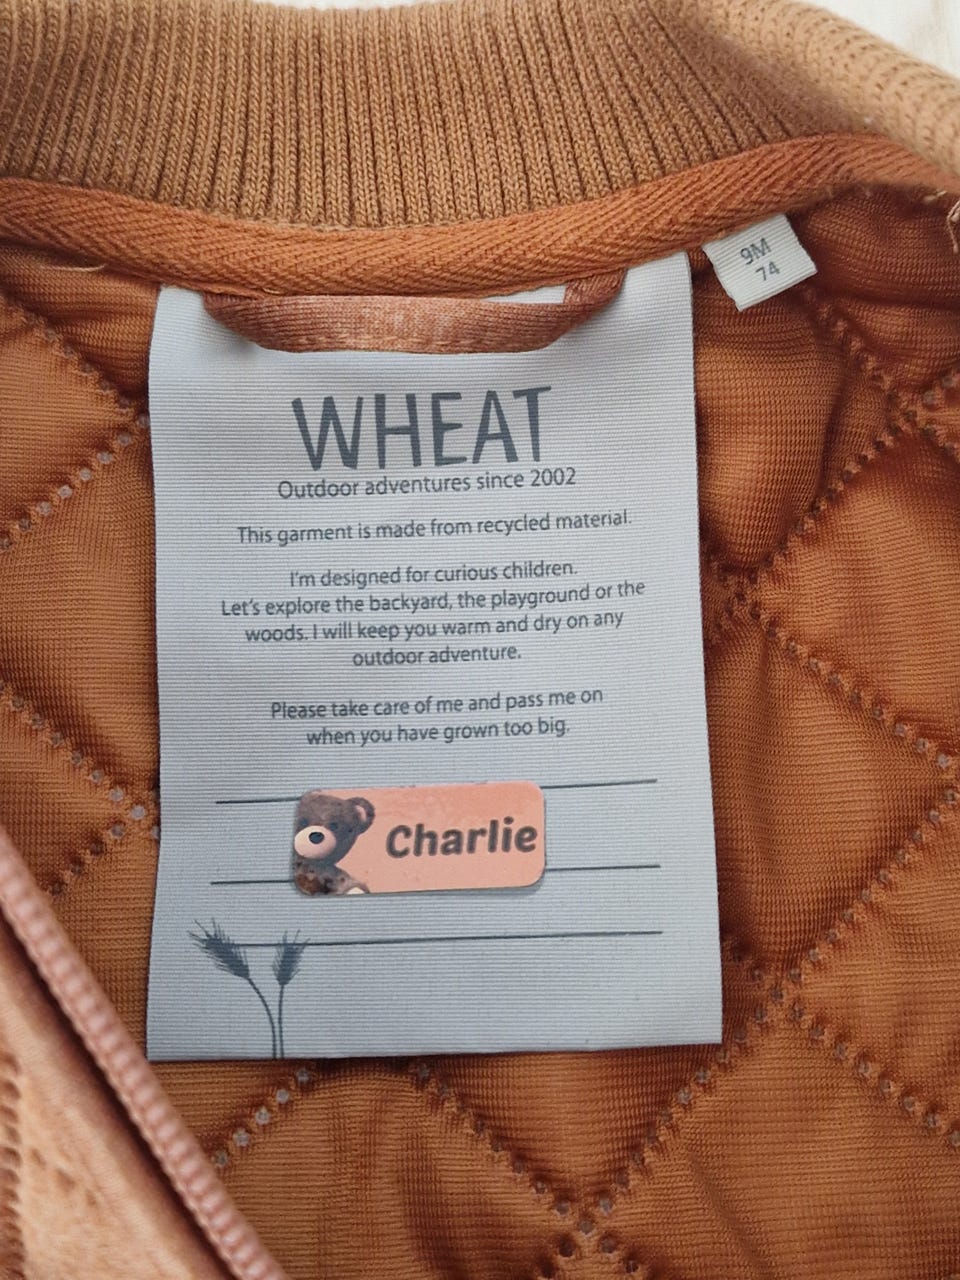 9M
74
WHEAT
Outdoor adventures since 2002
This garment is made from recycled material.
I'm designed for curious children.
Let's explore the backyard, the playground or the
woods. I will keep you warm and dry on any
outdoor adventure.
Please take care of me and pass me on
when you have grown too big.
Charlie